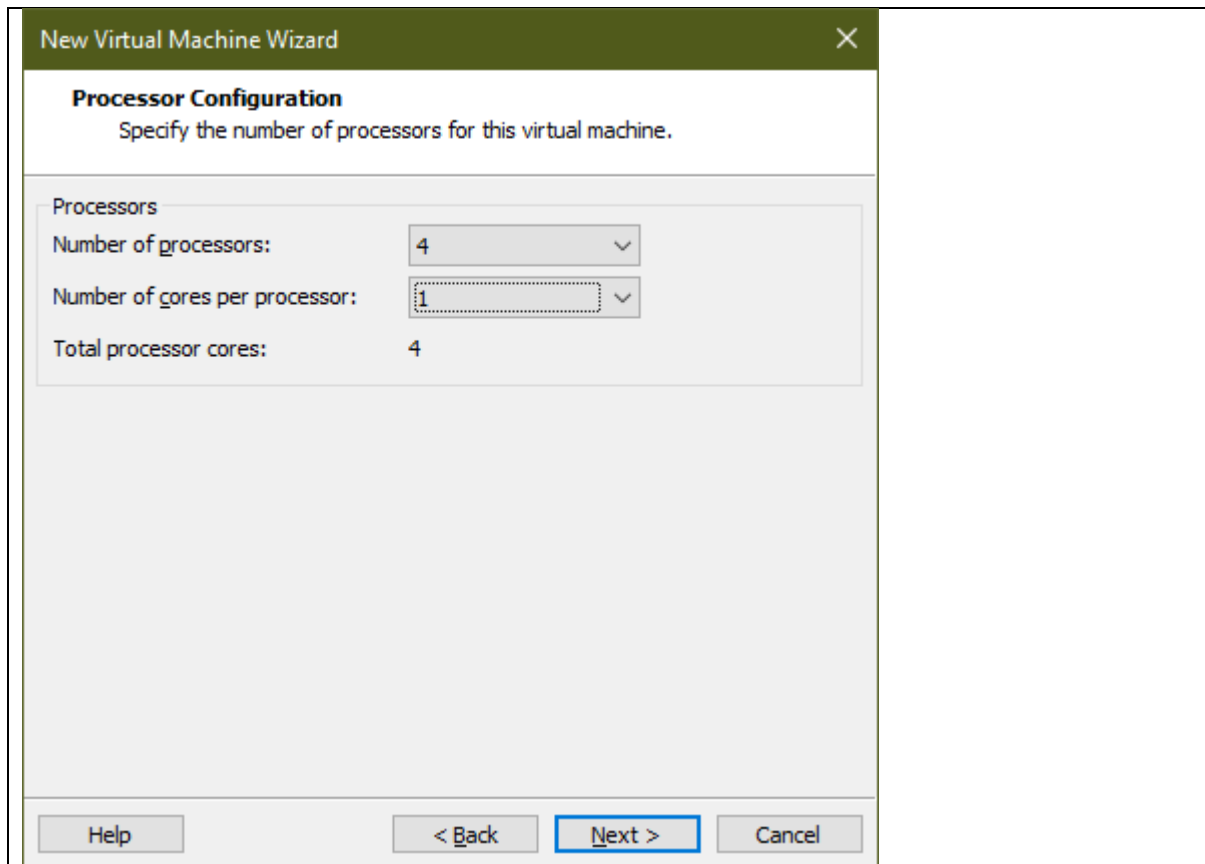 New Virtual Machine Wizard
Processor Configuration
Specify the number of processors for this virtual machine.
Processors
Number of processors: 4
Number of cores per processor: 1
Total processor cores: 4
Help < Back Next > Cancel